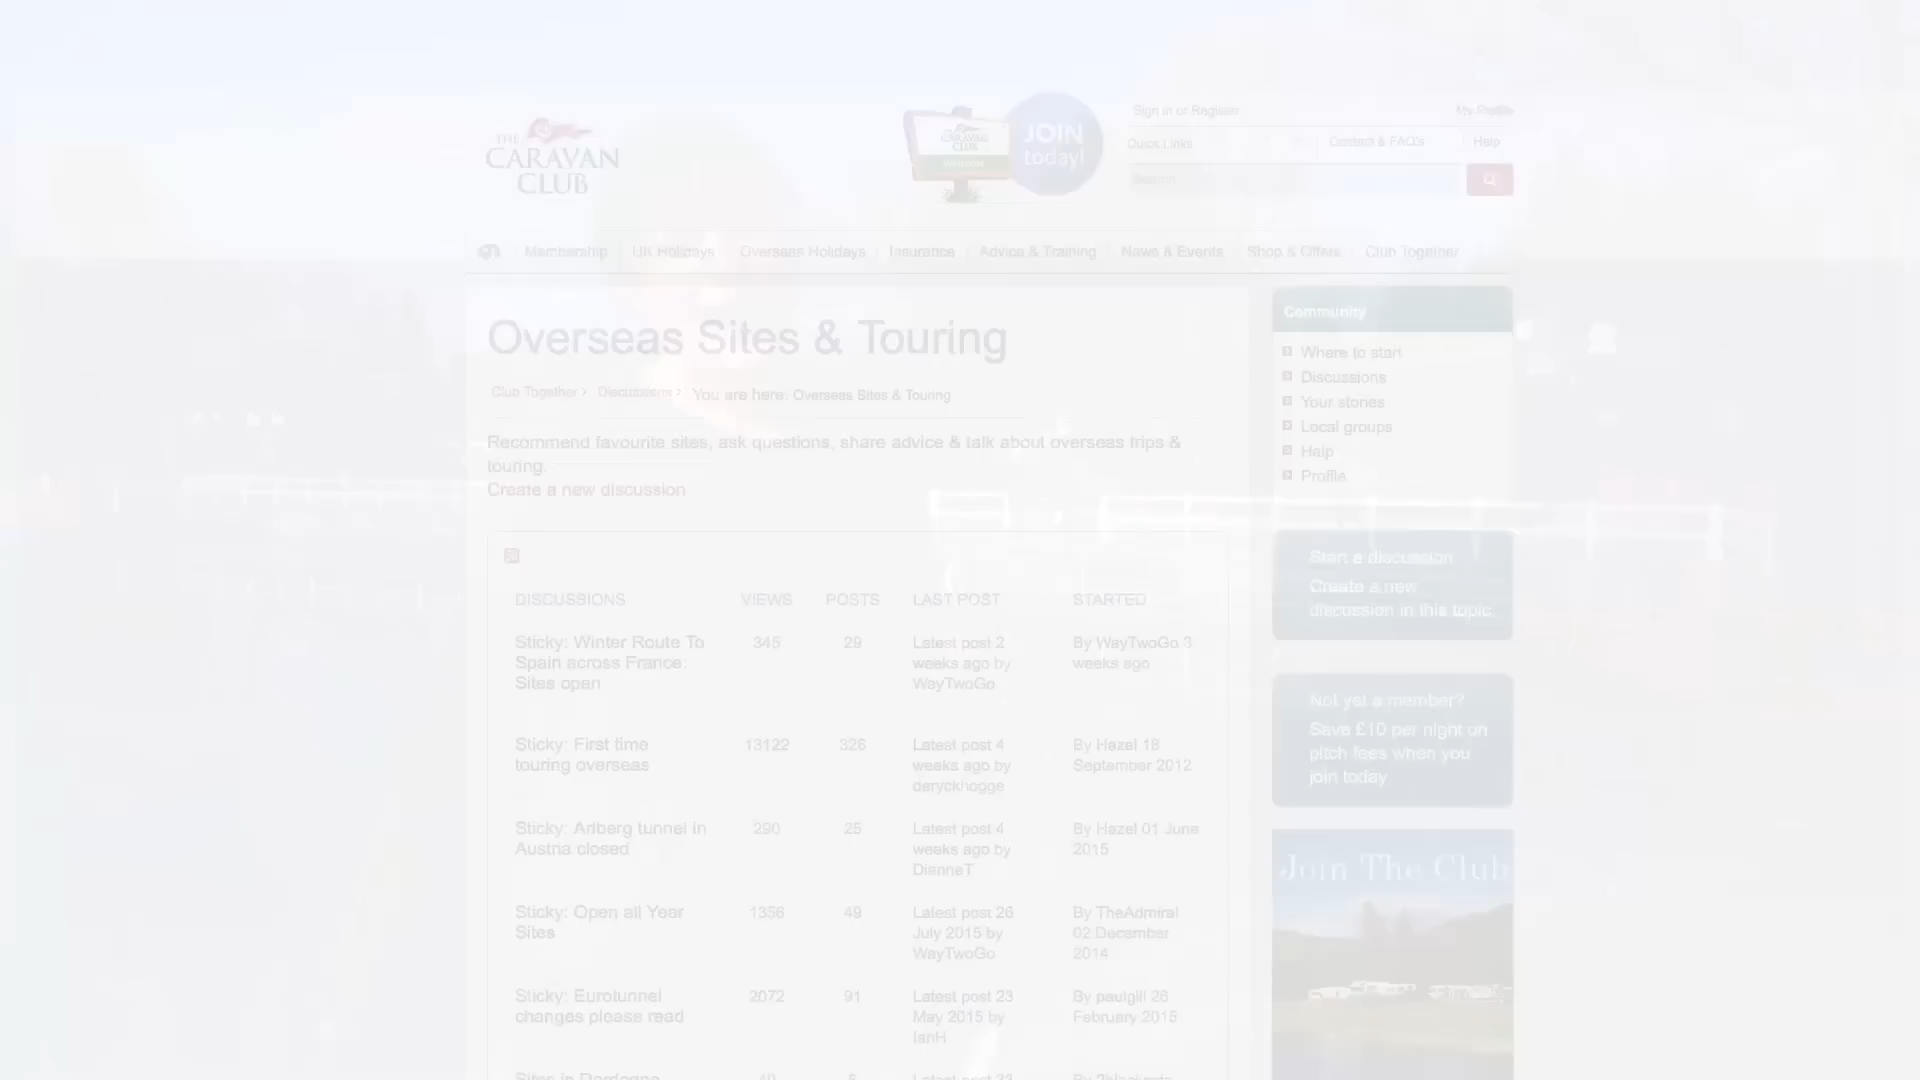 THE
CARAVAN
CLUB
CARAVAN
CLUB
WELCOME
JOIN
today!
Sign in or Register
My Profile
Quick Links
Contact & FAQ's
Help
Search
Membership
UK Holidays
Overseas Holidays
Insurance
Advice & Training
News & Events
Shop & Offers
Club Together
Overseas Sites & Touring
Club Together > Discussions > You are here: Overseas Sites & Touring
Recommend favourite sites, ask questions, share advice & talk about overseas trips &
touring.
Create a new discussion
DISCUSSIONS VIEWS POSTS LAST POST STARTED
Sticky: Winter Route To 345 29 Latest post 2 By WayTwoGo 3
Spain across France: weeks ago by weeks ago
Sites open WayTwoGo
Sticky: First time 13122 326 Latest post 4 By Hazel 18
touring overseas weeks ago by September 2012
deryckhogge
Sticky: Arlberg tunnel in 290 25 Latest post 4 By Hazel 01 June
Austria closed weeks ago by 2015
DianneT
Sticky: Open all Year 1356 49 Latest post 26 By TheAdmiral
Sites July 2015 by 02 December
WayTwoGo 2014
Sticky: Eurotunnel 2072 91 Latest post 23 By paulgill 26
changes please read May 2015 by February 2015
IanH
Sites in Dordogne
Community
Where to start
Discussions
Your stories
Local groups
Help
Profile
Start a discussion
Create a new
discussion in this topic
Not yet a member?
Save £10 per night on
pitch fees when you
join today
Join The Club